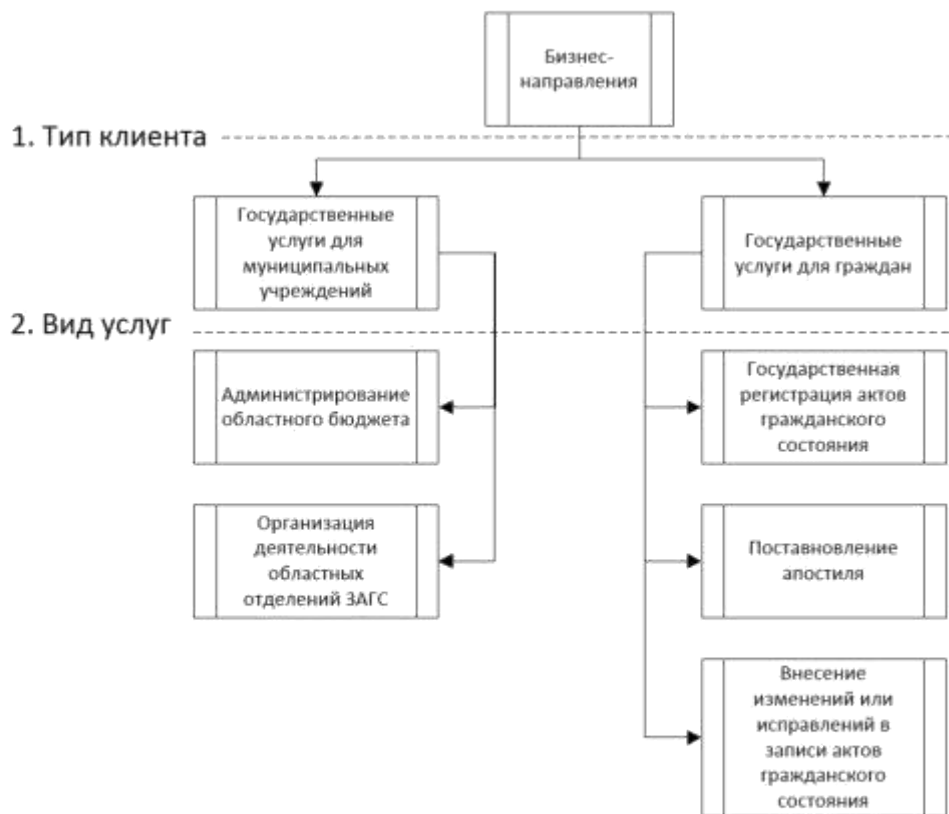 Бизнес-
направления
1. Тип клиента
Государственные
услуги для
муниципальных
учреждений
Государственные
услуги для граждан
2. Вид услуг
Администрирование
областного бюджета
Государственная
регистрация актов
гражданского
состояния
Организация
деятельности
областных
отделений ЗАГС
Поставновление
апостиля
Внесение
изменений или
исправлений в
записи актов
гражданского
состояния